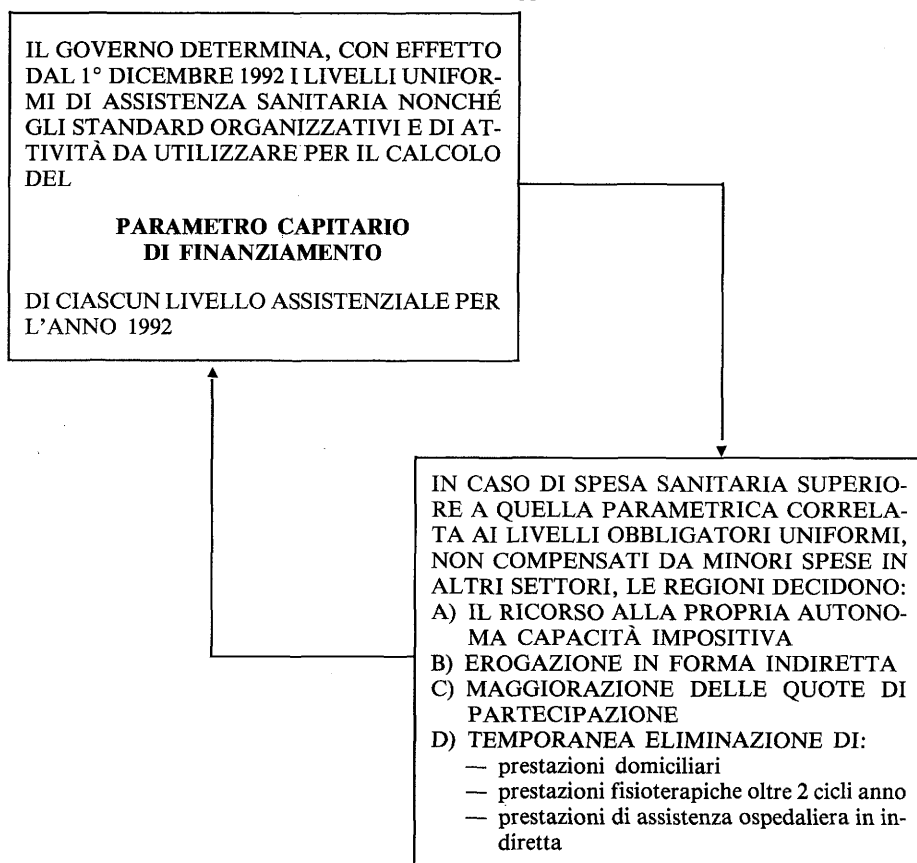 IL GOVERNO DETERMINA, CON EFFETTO
DAL 1° DICEMBRE 1992 I LIVELLI UNIFOR-
MI DI ASSISTENZA SANITARIA NONCHÉ
GLI STANDARD ORGANIZZATIVI E DI AT-
TIVITÀ DA UTILIZZARE PER IL CALCOLO
DEL
PARAMETRO CAPITARIO
DI FINANZIAMENTO
DI CIASCUN LIVELLO ASSISTENZIALE PER
L'ANNO 1992
IN CASO DI SPESA SANITARIA SUPERIO-
RE A QUELLA PARAMETRICA CORRELA-
TA AI LIVELLI OBBLIGATORI UNIFORMI,
NON COMPENSATI DA MINORI SPESE IN
ALTRI SETTORI, LE REGIONI DECIDONO:
A) IL RICORSO ALLA PROPRIA AUTONO-
MA CAPACITÀ IMPOSITIVA
B) EROGAZIONE IN FORMA INDIRETTA
C) MAGGIORAZIONE DELLE QUOTE DI
PARTECIPAZIONE
D) TEMPORANEA ELIMINAZIONE DI:
— prestazioni domiciliari
— prestazioni fisioterapiche oltre 2 cicli anno
— prestazioni di assistenza ospedaliera in in-
diretta